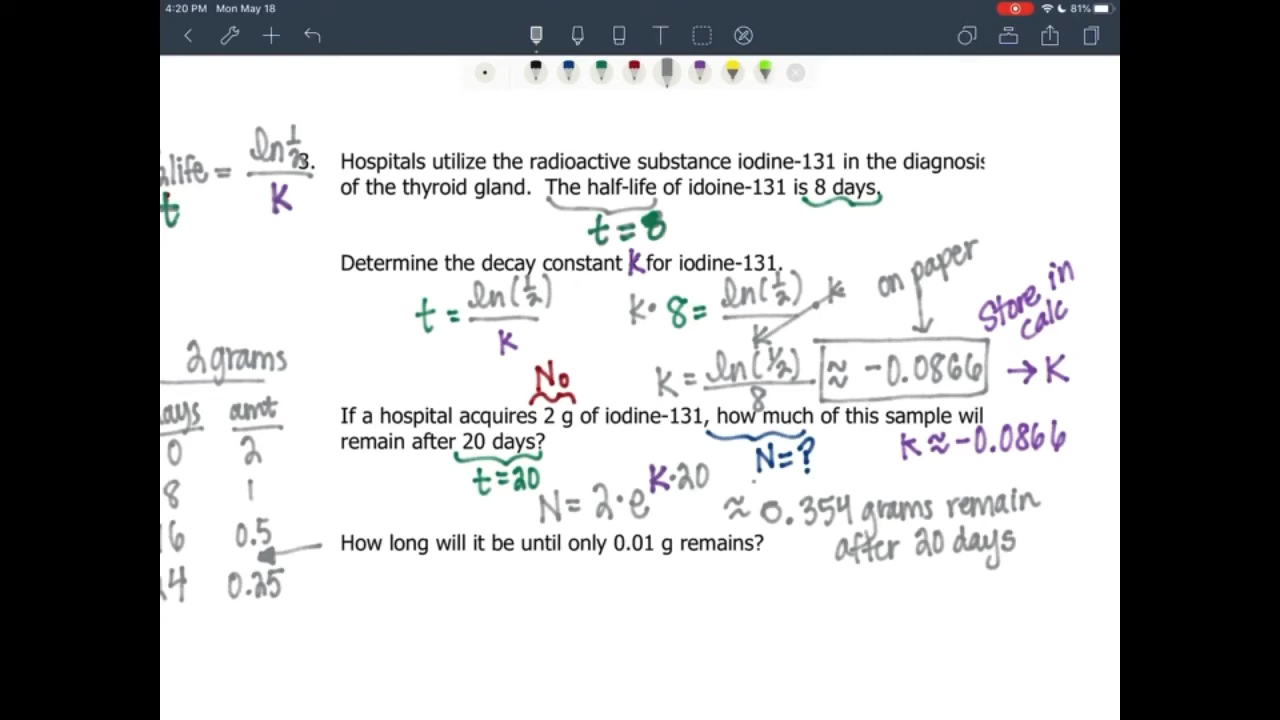 4:20 PM Mon May 18
81%
T
life = ln 1/2 / K
t
3. Hospitals utilize the radioactive substance iodine-131 in the diagnosis
of the thyroid gland. The half-life of idoine-131 is 8 days.
t = 8
Determine the decay constant K for iodine-131.
on paper
Store in calc
t = ln(1/2) / K
K · 8 = ln(1/2) / K · K
K = ln(1/2) / 8 ≈ -0.0866 → K
K ≈ -0.0866
2 grams
ays amt
0 2
8 1
6 0.5
4 0.25
No
If a hospital acquires 2 g of iodine-131, how much of this sample wil
remain after 20 days?
N = ?
t = 20
N = 2 · e^K·20 ≈ 0.354 grams remain
after 20 days
How long will it be until only 0.01 g remains?